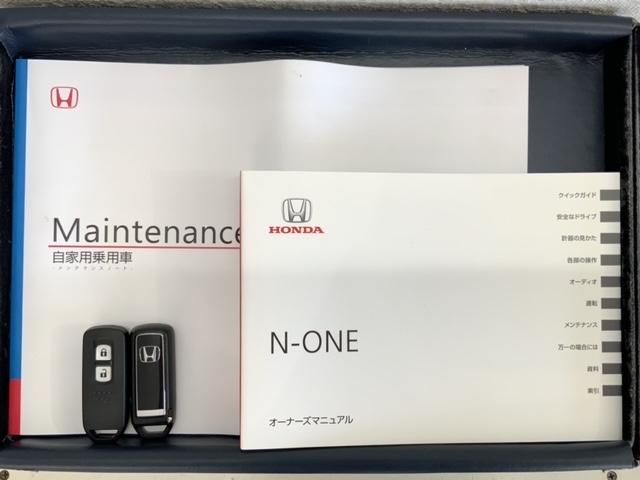 Maintenance
自家用乗用車
-メンテナンスノート-
HONDA
N-ONE
オーナーズマニュアル
クイックガイド
安全なドライブ
計器の見かた
各部の操作
オーディオ
運転
メンテナンス
万一の場合には
資料
索引